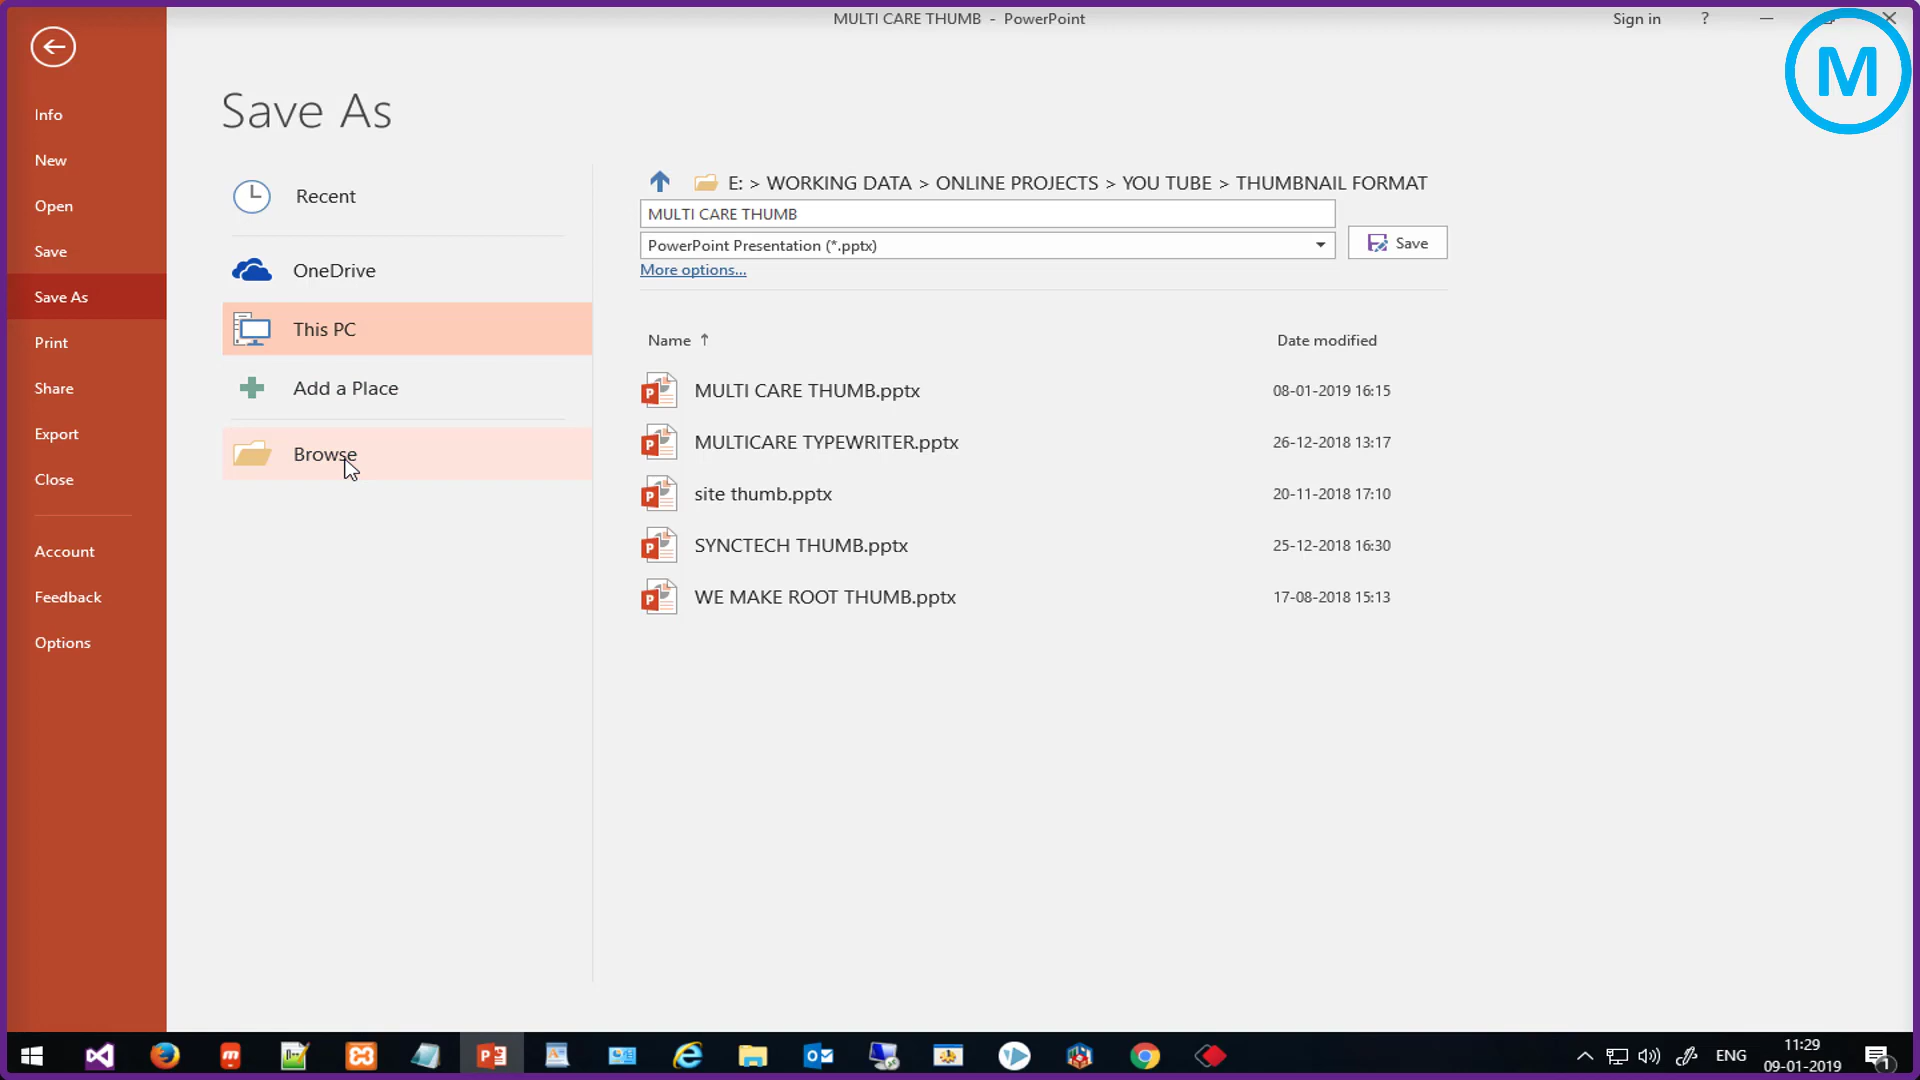 MULTI CARE THUMB - PowerPoint
Sign in
?
M
Info
New
Open
Save
Save As
Print
Share
Export
Close
Account
Feedback
Options
Save As
Recent
OneDrive
This PC
Add a Place
Browse
E: > WORKING DATA > ONLINE PROJECTS > YOU TUBE > THUMBNAIL FORMAT
MULTI CARE THUMB
PowerPoint Presentation (*.pptx)
Save
More options...
Name ↑ Date modified
MULTI CARE THUMB.pptx 08-01-2019 16:15
MULTICARE TYPEWRITER.pptx 26-12-2018 13:17
site thumb.pptx 20-11-2018 17:10
SYNCTECH THUMB.pptx 25-12-2018 16:30
WE MAKE ROOT THUMB.pptx 17-08-2018 15:13
ENG
11:29
09-01-2019
1